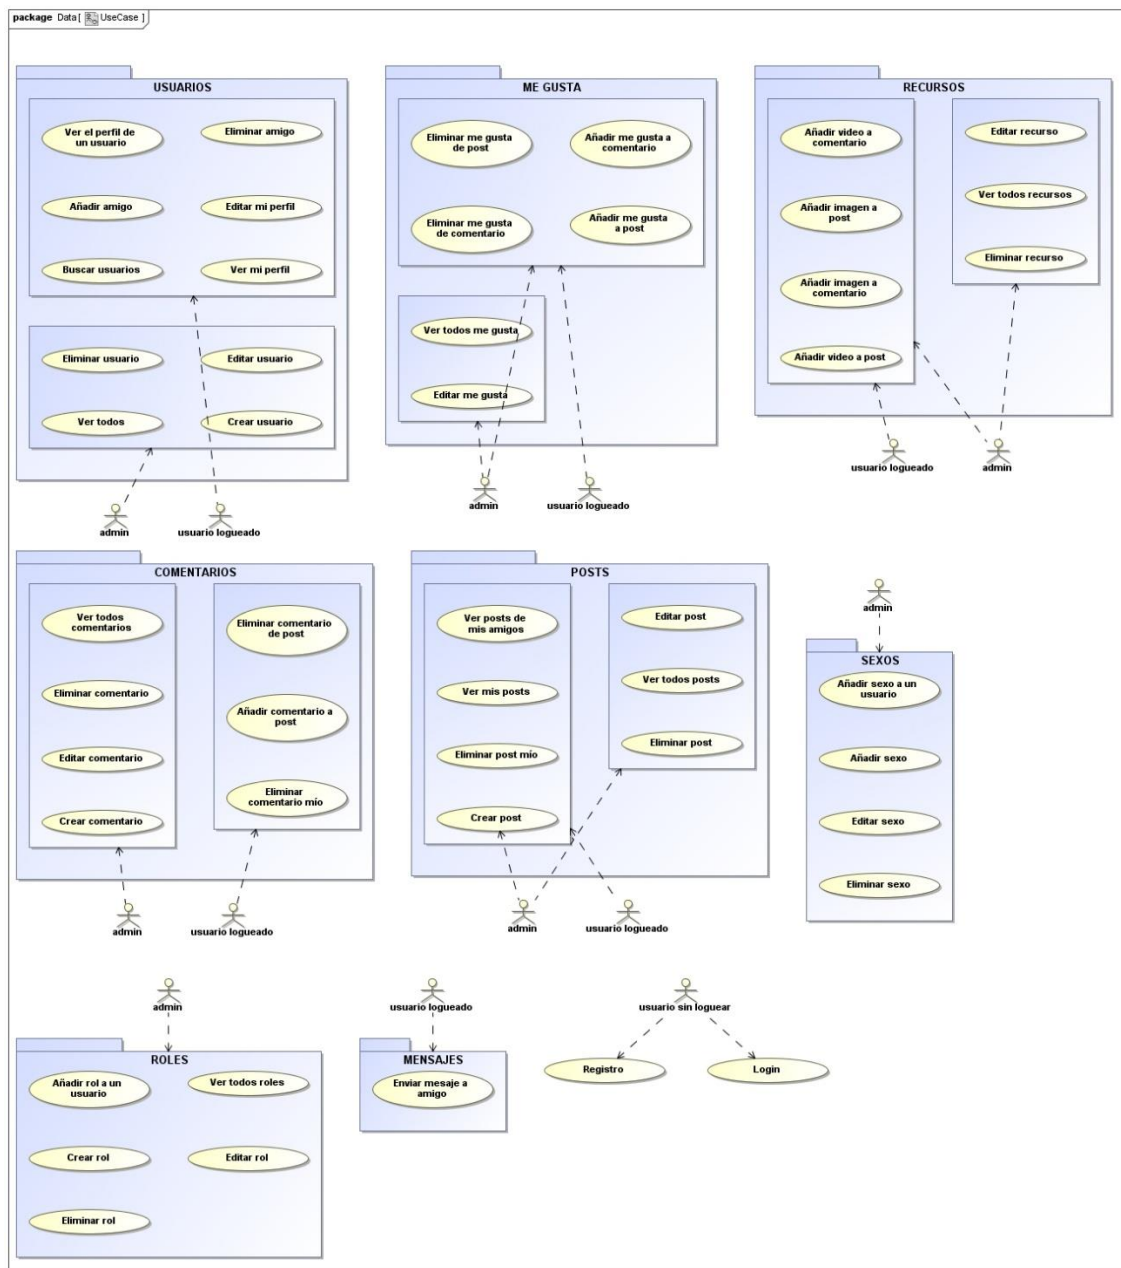 package Data [ UseCase ]
USUARIOS
Ver el perfil de
un usuario
Eliminar amigo
Añadir amigo
Editar mi perfil
Buscar usuarios
Ver mi perfil
Eliminar usuario
Editar usuario
Ver todos
Crear usuario
admin
usuario logueado
ME GUSTA
Eliminar me gusta
de post
Añadir me gusta a
comentario
Eliminar me gusta
de comentario
Añadir me gusta
a post
Ver todos me gusta
Editar me gusta
admin
usuario logueado
RECURSOS
Añadir video a
comentario
Editar recurso
Añadir imagen a
post
Ver todos recursos
Añadir imagen a
comentario
Eliminar recurso
Añadir video a post
usuario logueado
admin
COMENTARIOS
Ver todos
comentarios
Eliminar comentario
de post
Eliminar comentario
Añadir comentario a
post
Editar comentario
Eliminar
comentario mío
Crear comentario
admin
usuario logueado
POSTS
Ver posts de
mis amigos
Editar post
Ver mis posts
Ver todos posts
Eliminar post mío
Eliminar post
Crear post
admin
usuario logueado
admin
SEXOS
Añadir sexo a un
usuario
Añadir sexo
Editar sexo
Eliminar sexo
admin
ROLES
Añadir rol a un
usuario
Ver todos roles
Crear rol
Editar rol
Eliminar rol
usuario logueado
MENSAJES
Enviar mesaje a
amigo
usuario sin loguear
Registro
Login